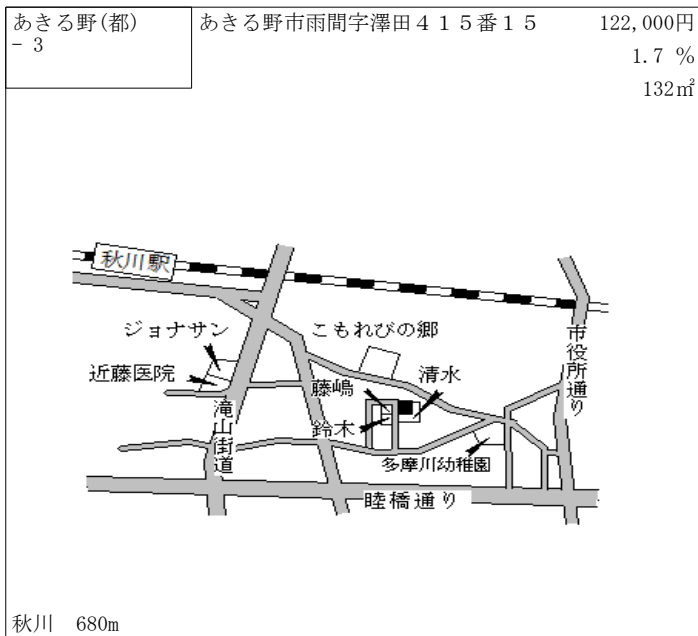 あきる野(都)
－3
あきる野市雨間字澤田４１５番１５
122,000円
1.7 %
132㎡
秋川駅
ジョナサン
こもれびの郷
近藤医院
藤嶋
清水
鈴木
滝山街道
市役所通り
多摩川幼稚園
睦橋通り
秋川　680m